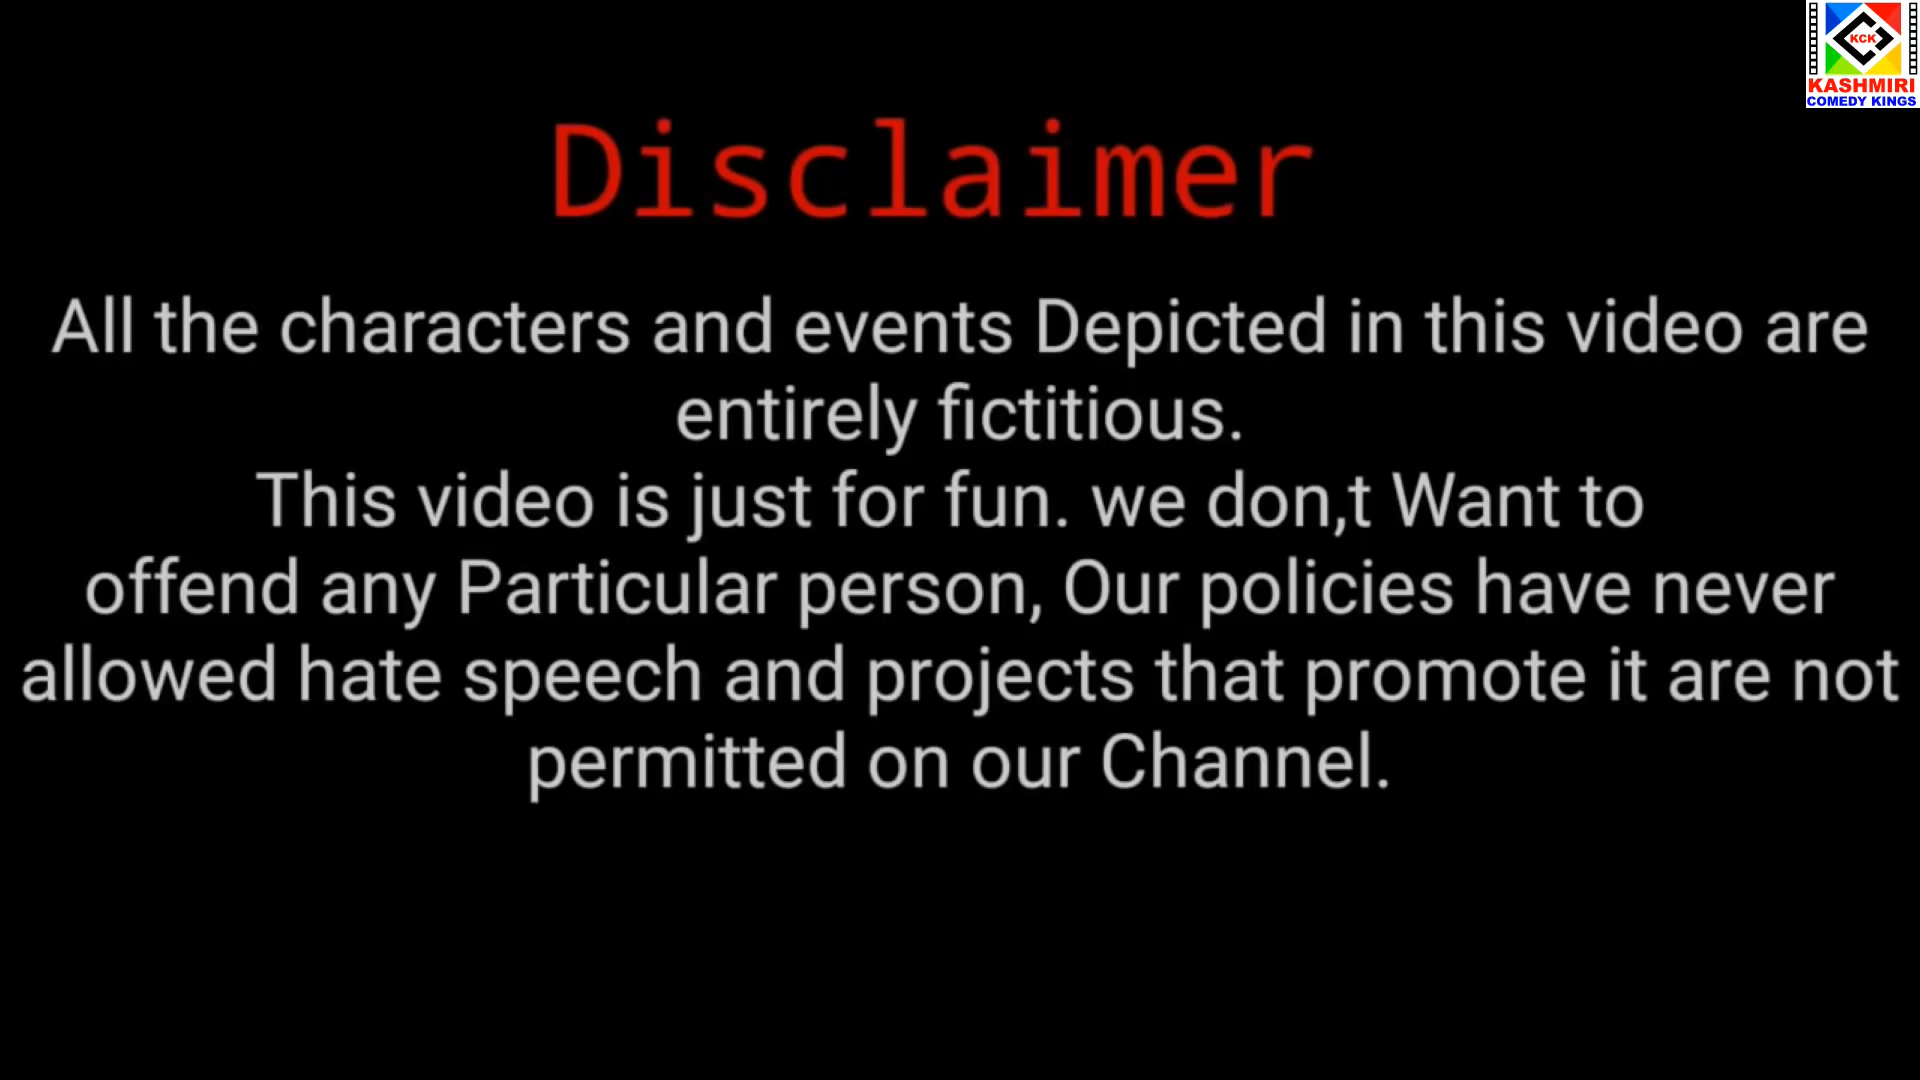 KCK
KASHMIRI
COMEDY KINGS
Disclaimer
All the characters and events Depicted in this video are
entirely fictitious.
This video is just for fun. we don,t Want to
offend any Particular person, Our policies have never
allowed hate speech and projects that promote it are not
permitted on our Channel.